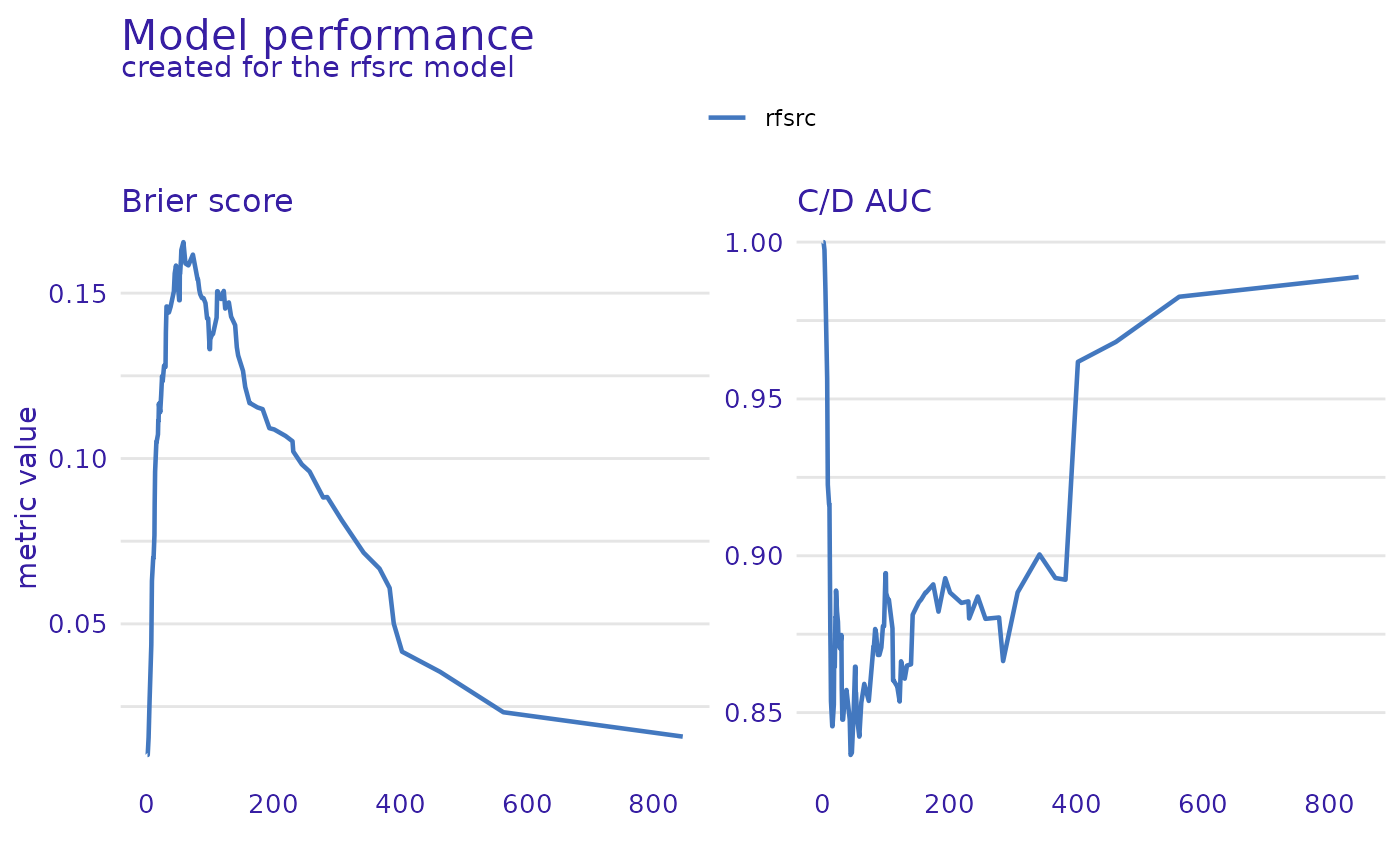 Model performance
created for the rfsrc model
rfsrc
Brier score
C/D AUC
metric value
0.15
0.10
0.05
0 200 400 600 800
1.00
0.95
0.90
0.85
0 200 400 600 800